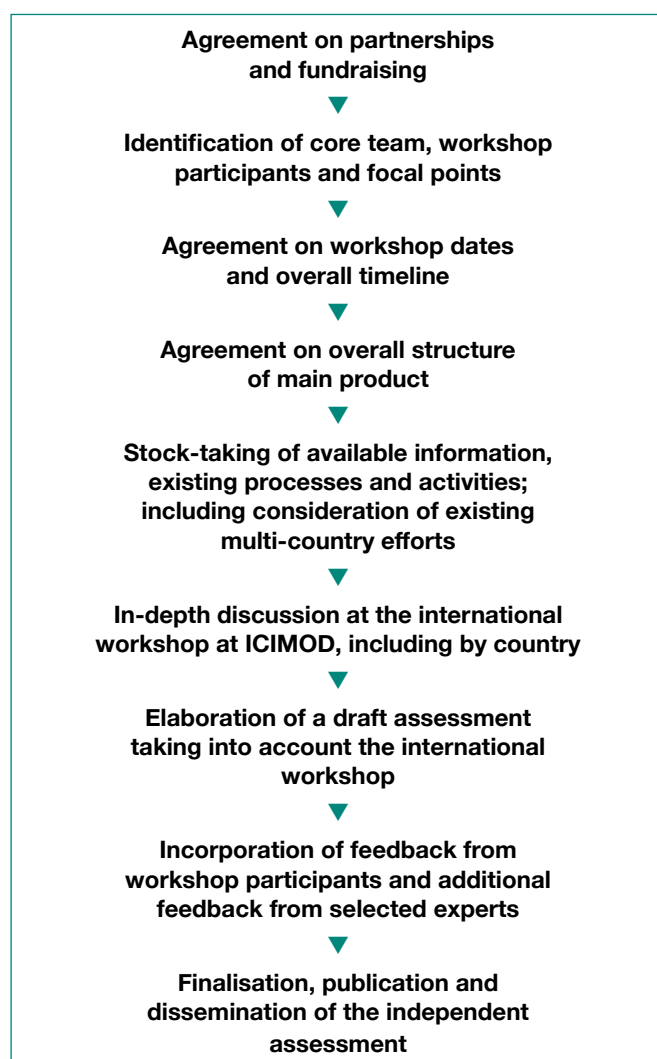 Agreement on partnerships
and fundraising
Identification of core team, workshop
participants and focal points
Agreement on workshop dates
and overall timeline
Agreement on overall structure
of main product
Stock-taking of available information,
existing processes and activities;
including consideration of existing
multi-country efforts
In-depth discussion at the international
workshop at ICIMOD, including by country
Elaboration of a draft assessment
taking into account the international
workshop
Incorporation of feedback from
workshop participants and additional
feedback from selected experts
Finalisation, publication and
dissemination of the independent
assessment